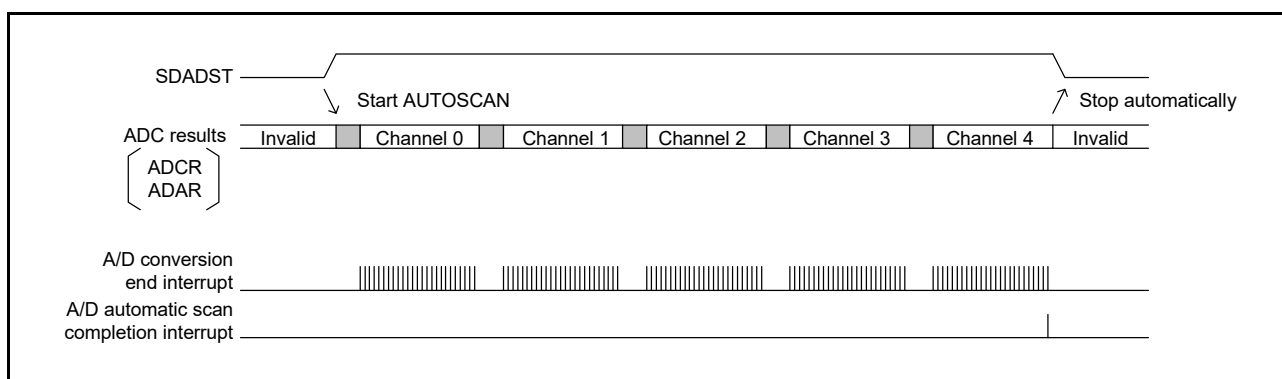 SDADST
Start AUTOSCAN
Stop automatically
ADC results
Invalid
Channel 0
Channel 1
Channel 2
Channel 3
Channel 4
Invalid
ADCR
ADAR
A/D conversion
end interrupt
A/D automatic scan
completion interrupt